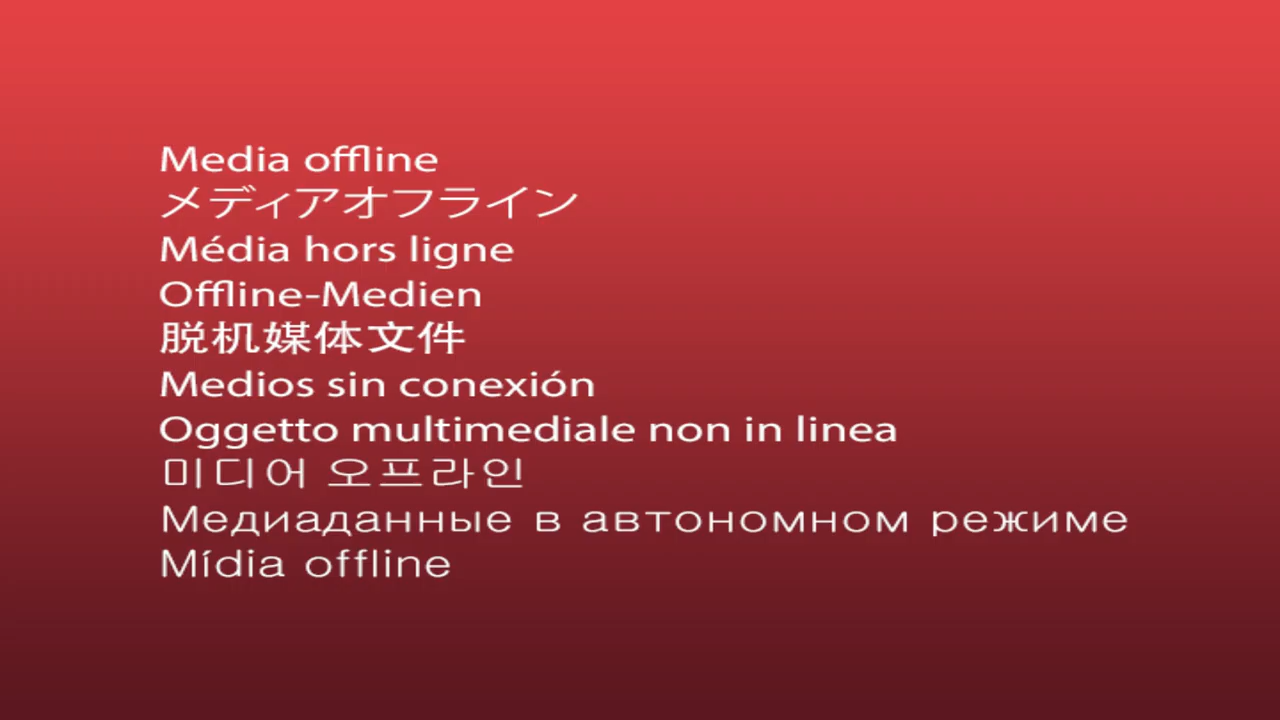 Media offline
メディアオフライン
Média hors ligne
Offline-Medien
脱机媒体文件
Medios sin conexión
Oggetto multimediale non in linea
미디어 오프라인
Медиаданные в автономном режиме
Mídia offline